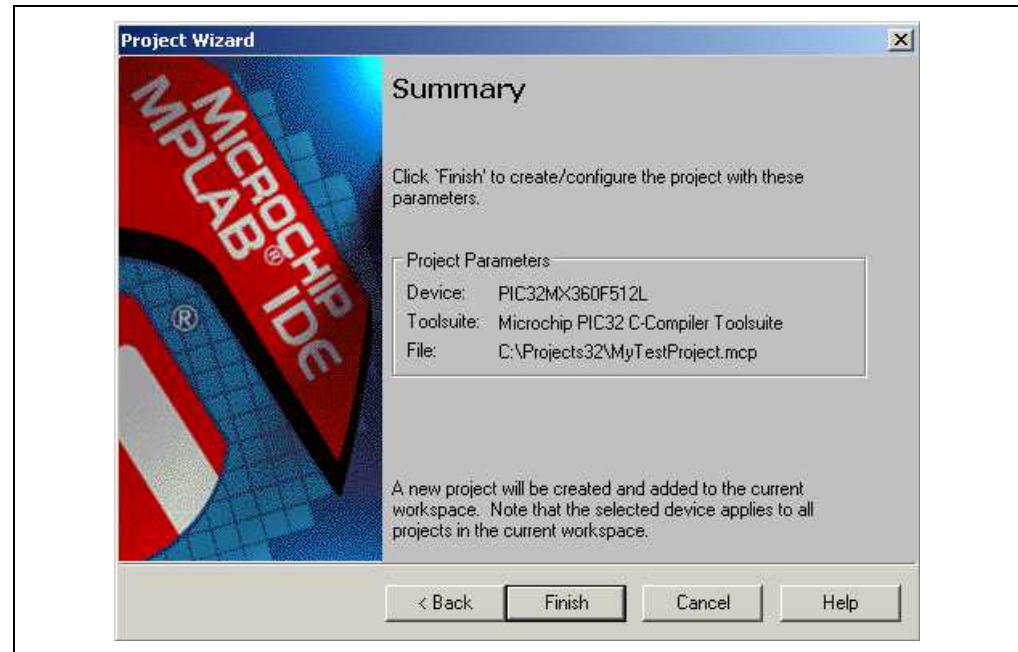 Project Wizard
MICROCHIP
MPLAB® IDE
®
Summary
Click `Finish' to create/configure the project with these
parameters.
Project Parameters
Device: PIC32MX360F512L
Toolsuite: Microchip PIC32 C-Compiler Toolsuite
File: C:\Projects32\MyTestProject.mcp
A new project will be created and added to the current
workspace. Note that the selected device applies to all
projects in the current workspace.
< Back Finish Cancel Help